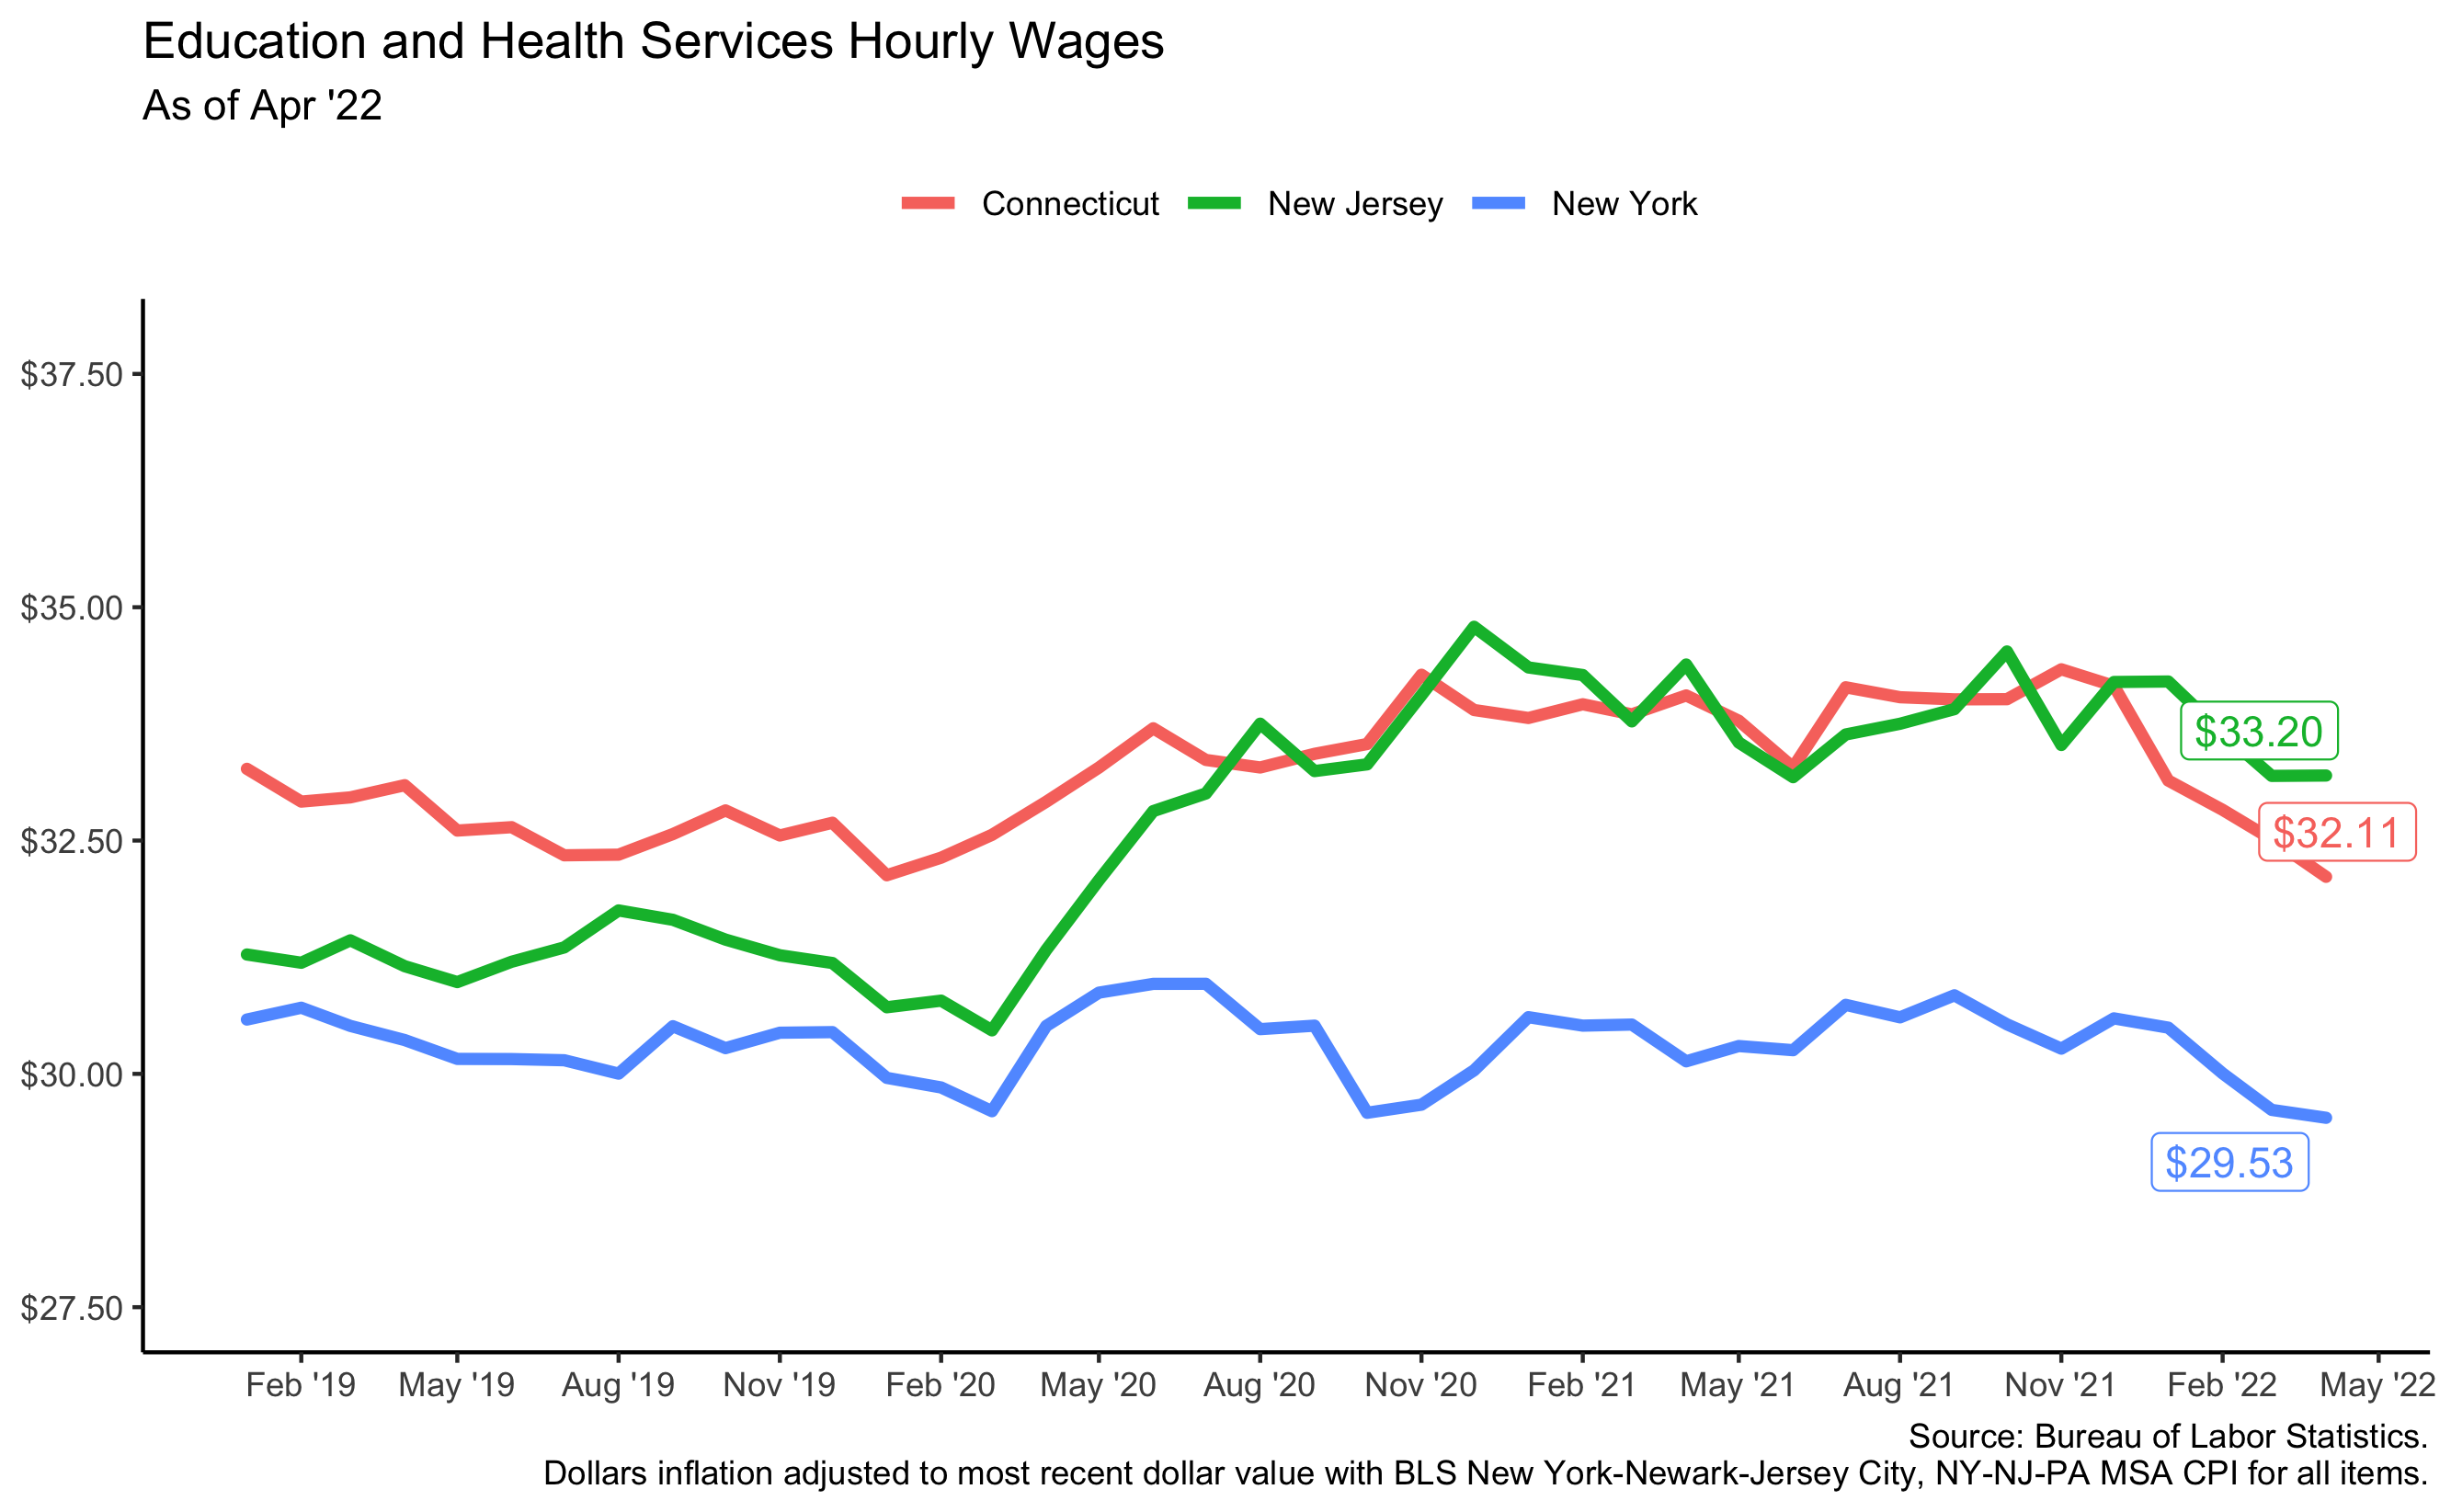 Education and Health Services Hourly Wages
As of Apr '22
Connecticut New Jersey New York
$37.50
$35.00
$32.50
$30.00
$27.50
$33.20
$32.11
$29.53
Feb '19 May '19 Aug '19 Nov '19 Feb '20 May '20 Aug '20 Nov '20 Feb '21 May '21 Aug '21 Nov '21 Feb '22 May '22
Source: Bureau of Labor Statistics.
Dollars inflation adjusted to most recent dollar value with BLS New York-Newark-Jersey City, NY-NJ-PA MSA CPI for all items.